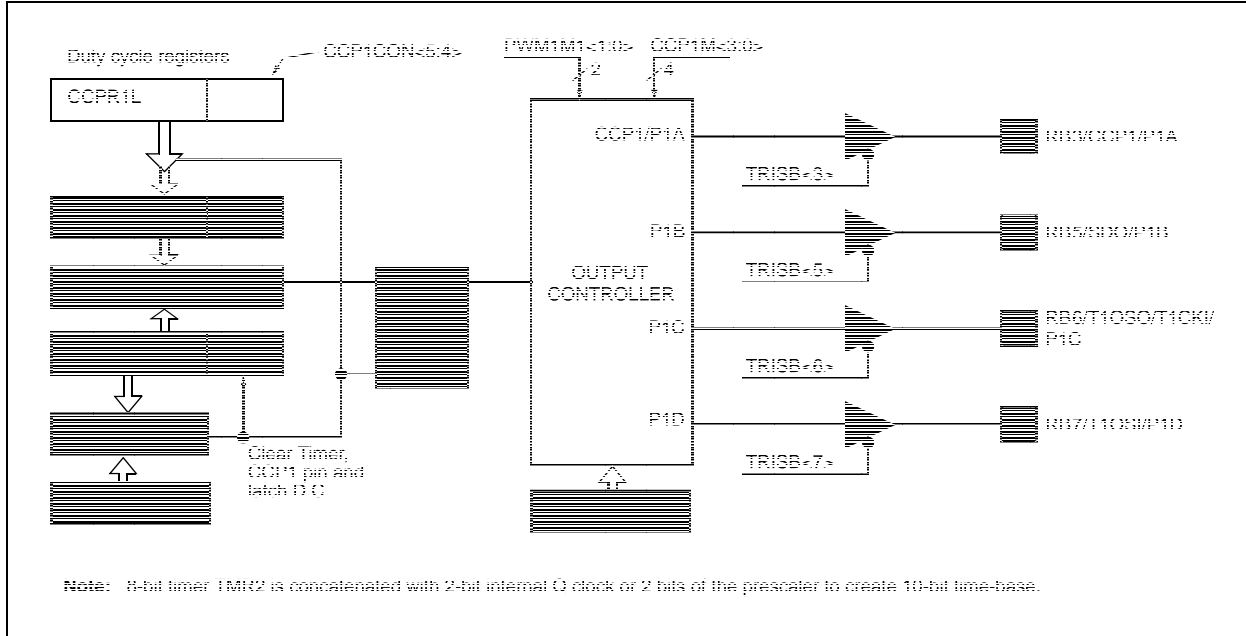 Duty cycle registers
CCP1CON<5:4>
CCPR1L
PWM1M1<1:0>
CCP1M<3:0>
2
4
CCP1/P1A
TRISB<3>
RB3/CCP1/P1A
P1B
TRISB<5>
RB5/SDO/P1B
OUTPUT
CONTROLLER
P1C
TRISB<6>
RB6/T1OSO/T1CKI/
P1C
P1D
TRISB<7>
RB7/T1OSI/P1D
Clear Timer,
CCP1 pin and
latch D.C.
Note: 8-bit timer TMR2 is concatenated with 2-bit internal Q clock or 2 bits of the prescaler to create 10-bit time-base.